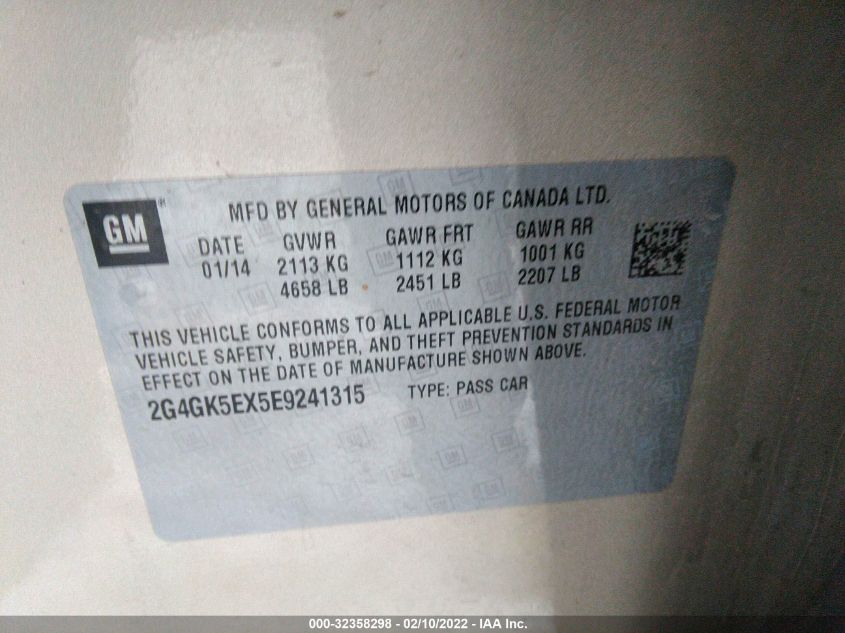 GM
MFD BY GENERAL MOTORS OF CANADA LTD.
DATE GVWR GAWR FRT GAWR RR
01/14 2113 KG 1112 KG 1001 KG
4658 LB 2451 LB 2207 LB
THIS VEHICLE CONFORMS TO ALL APPLICABLE U.S. FEDERAL MOTOR
VEHICLE SAFETY, BUMPER, AND THEFT PREVENTION STANDARDS IN
EFFECT ON THE DATE OF MANUFACTURE SHOWN ABOVE.
2G4GK5EX5E9241315 TYPE: PASS CAR
000-32358298 - 02/10/2022 - IAA Inc.